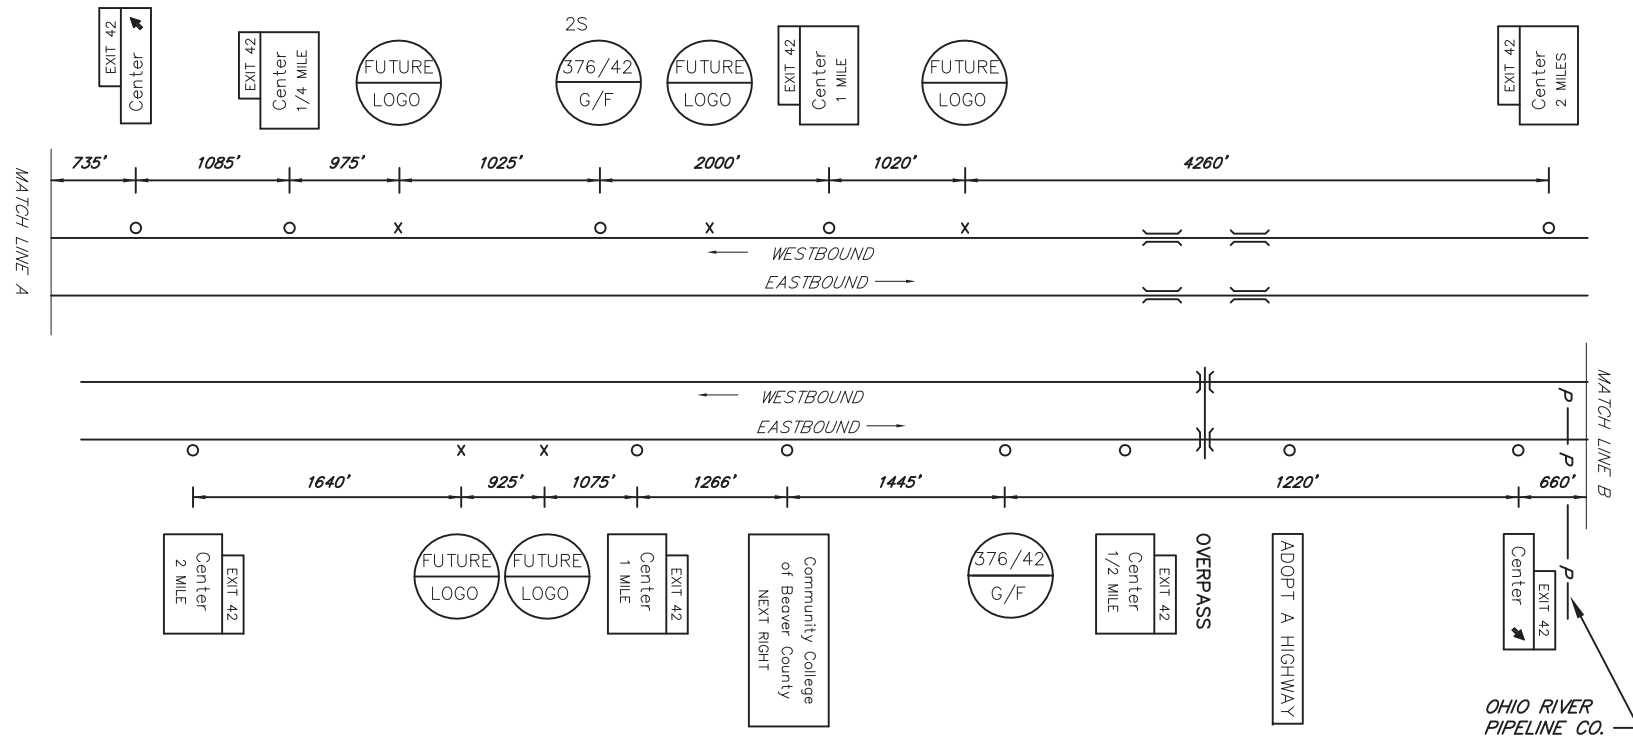 EXIT 42
Center
EXIT 42
Center
1/4 MILE
FUTURE
LOGO
2S
376/42
G/F
FUTURE
LOGO
EXIT 42
Center
1 MILE
FUTURE
LOGO
EXIT 42
Center
2 MILES
735'
1085'
975'
1025'
2000'
1020'
4260'
MATCH LINE A
x
x
x
WESTBOUND
EASTBOUND
MATCH LINE B
WESTBOUND
EASTBOUND
P
P
P
x
x
1640'
925'
1075'
1266'
1445'
1220'
660'
EXIT 42
Center
2 MILE
FUTURE
LOGO
FUTURE
LOGO
EXIT 42
Center
1 MILE
Community College
of Beaver County
NEXT RIGHT
376/42
G/F
EXIT 42
Center
1/2 MILE
OVERPASS
ADOPT A HIGHWAY
EXIT 42
Center
OHIO RIVER
PIPELINE CO.